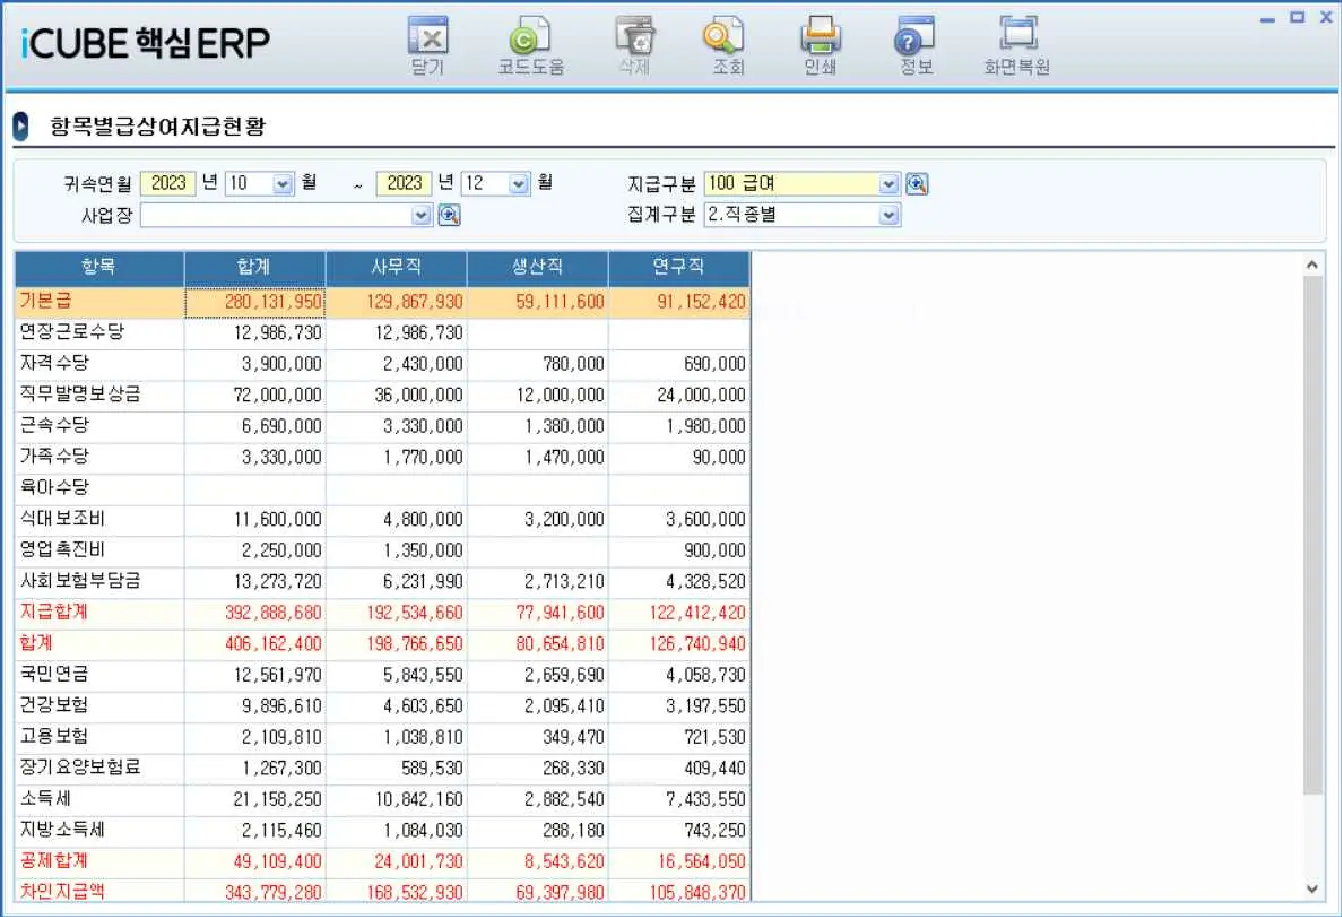 iCUBE 핵심ERP
닫기 코드도움 삭제 조회 인쇄 정보 화면복원
항목별급상여지급현황
귀속연월 2023 년 10 월 ~ 2023 년 12 월 지급구분 100 급여
사업장 집계구분 2.직종별
항목 합계 사무직 생산직 연구직
기본급 280,131,950 129,867,930 59,111,600 91,152,420
연장근로수당 12,986,730 12,986,730
자격수당 3,900,000 2,430,000 780,000 690,000
직무발명보상금 72,000,000 36,000,000 12,000,000 24,000,000
근속수당 6,690,000 3,330,000 1,380,000 1,980,000
가족수당 3,330,000 1,770,000 1,470,000 90,000
육아수당
식대보조비 11,600,000 4,800,000 3,200,000 3,600,000
영업촉진비 2,250,000 1,350,000 900,000
사회보험부담금 13,273,720 6,231,990 2,713,210 4,328,520
지급합계 392,888,680 192,534,660 77,941,600 122,412,420
합계 406,162,400 198,766,650 80,654,810 126,740,940
국민연금 12,561,970 5,843,550 2,659,690 4,058,730
건강보험 9,896,610 4,603,650 2,095,410 3,197,550
고용보험 2,109,810 1,038,810 349,470 721,530
장기요양보험료 1,267,300 589,530 268,330 409,440
소득세 21,158,250 10,842,160 2,882,540 7,433,550
지방소득세 2,115,460 1,084,030 288,180 743,250
공제합계 49,109,400 24,001,730 8,543,620 16,564,050
차인지급액 343,779,280 168,532,930 69,397,980 105,848,370